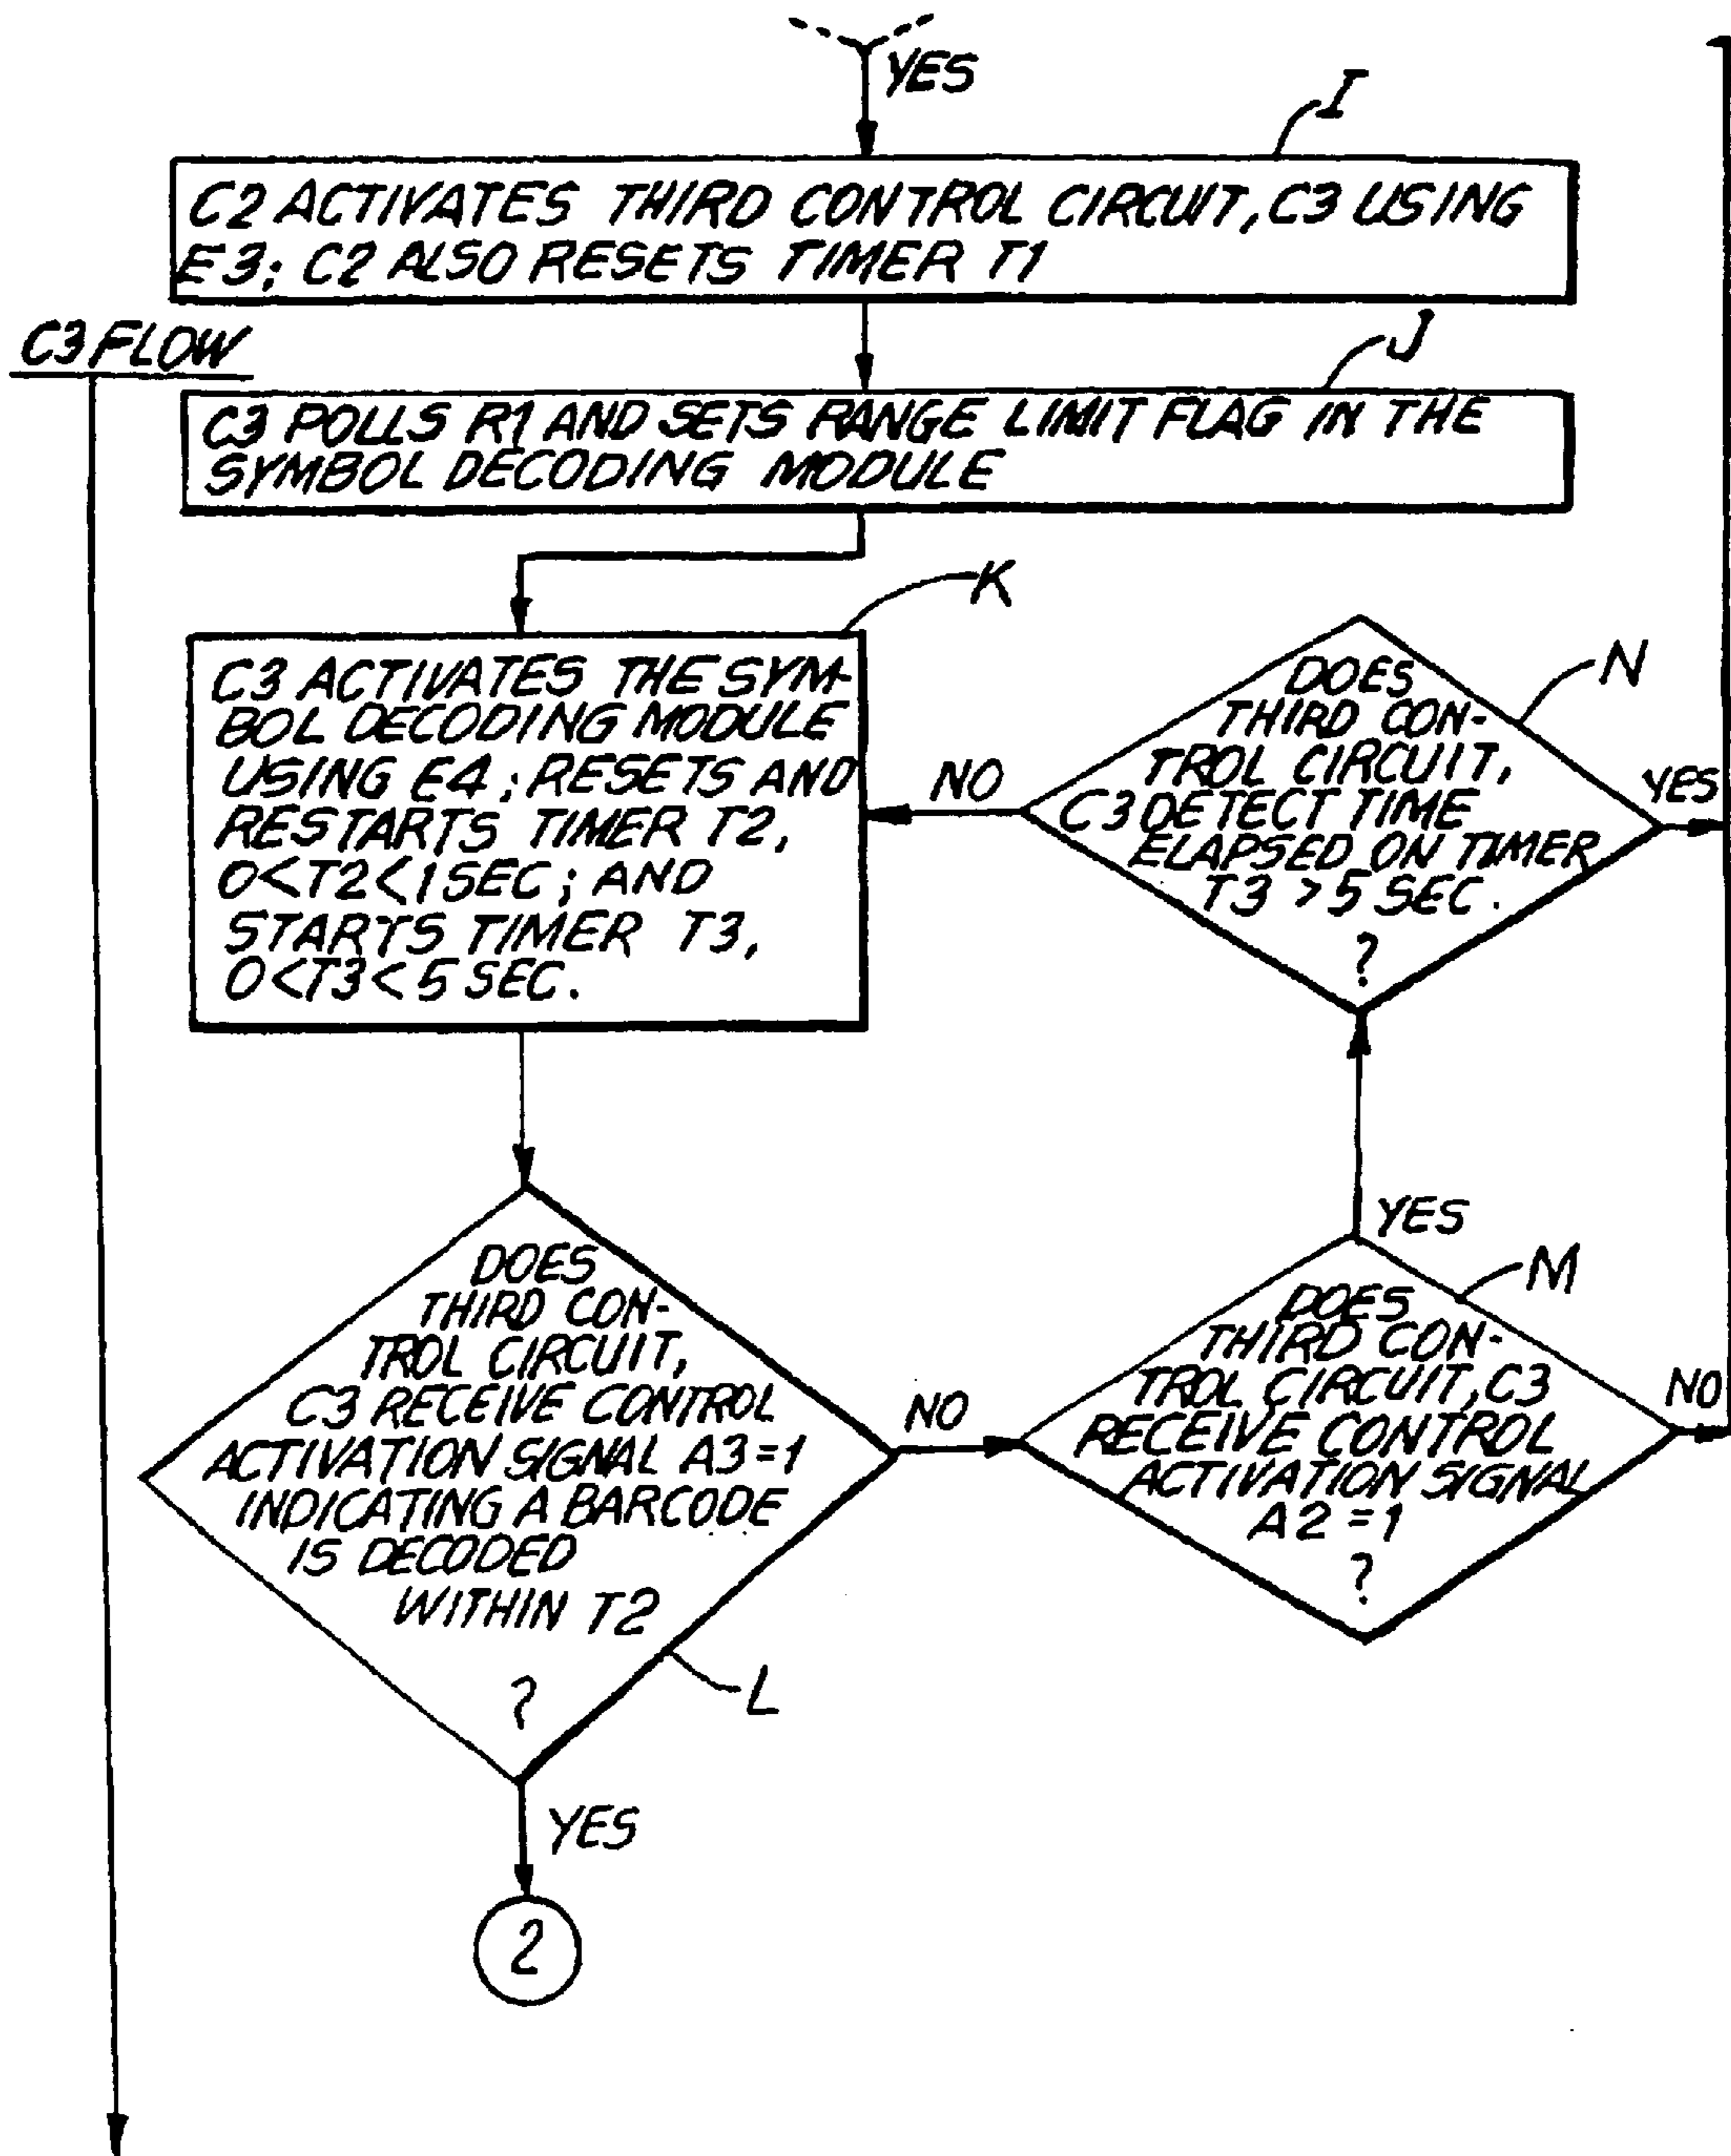 YES
I
C2 ACTIVATES THIRD CONTROL CIRCUIT, C3 USING
E3; C2 ALSO RESETS TIMER T1
C3 FLOW
J
C3 POLLS R1 AND SETS RANGE LIMIT FLAG IN THE
SYMBOL DECODING MODULE
K
C3 ACTIVATES THE SYM-
BOL DECODING MODULE
USING E4; RESETS AND
RESTARTS TIMER T2,
0<T2<1 SEC; AND
STARTS TIMER T3,
0<T3<5 SEC.
NO
DOES
THIRD CON-
TROL CIRCUIT,
C3 DETECT TIME
ELAPSED ON TIMER
T3 >5 SEC.
?
N
YES
DOES
THIRD CON-
TROL CIRCUIT,
C3 RECEIVE CONTROL
ACTIVATION SIGNAL A3=1
INDICATING A BARCODE
IS DECODED
WITHIN T2
?
L
NO
YES
M
DOES
THIRD CON-
TROL CIRCUIT, C3
RECEIVE CONTROL
ACTIVATION SIGNAL
A2=1
?
NO
YES
2